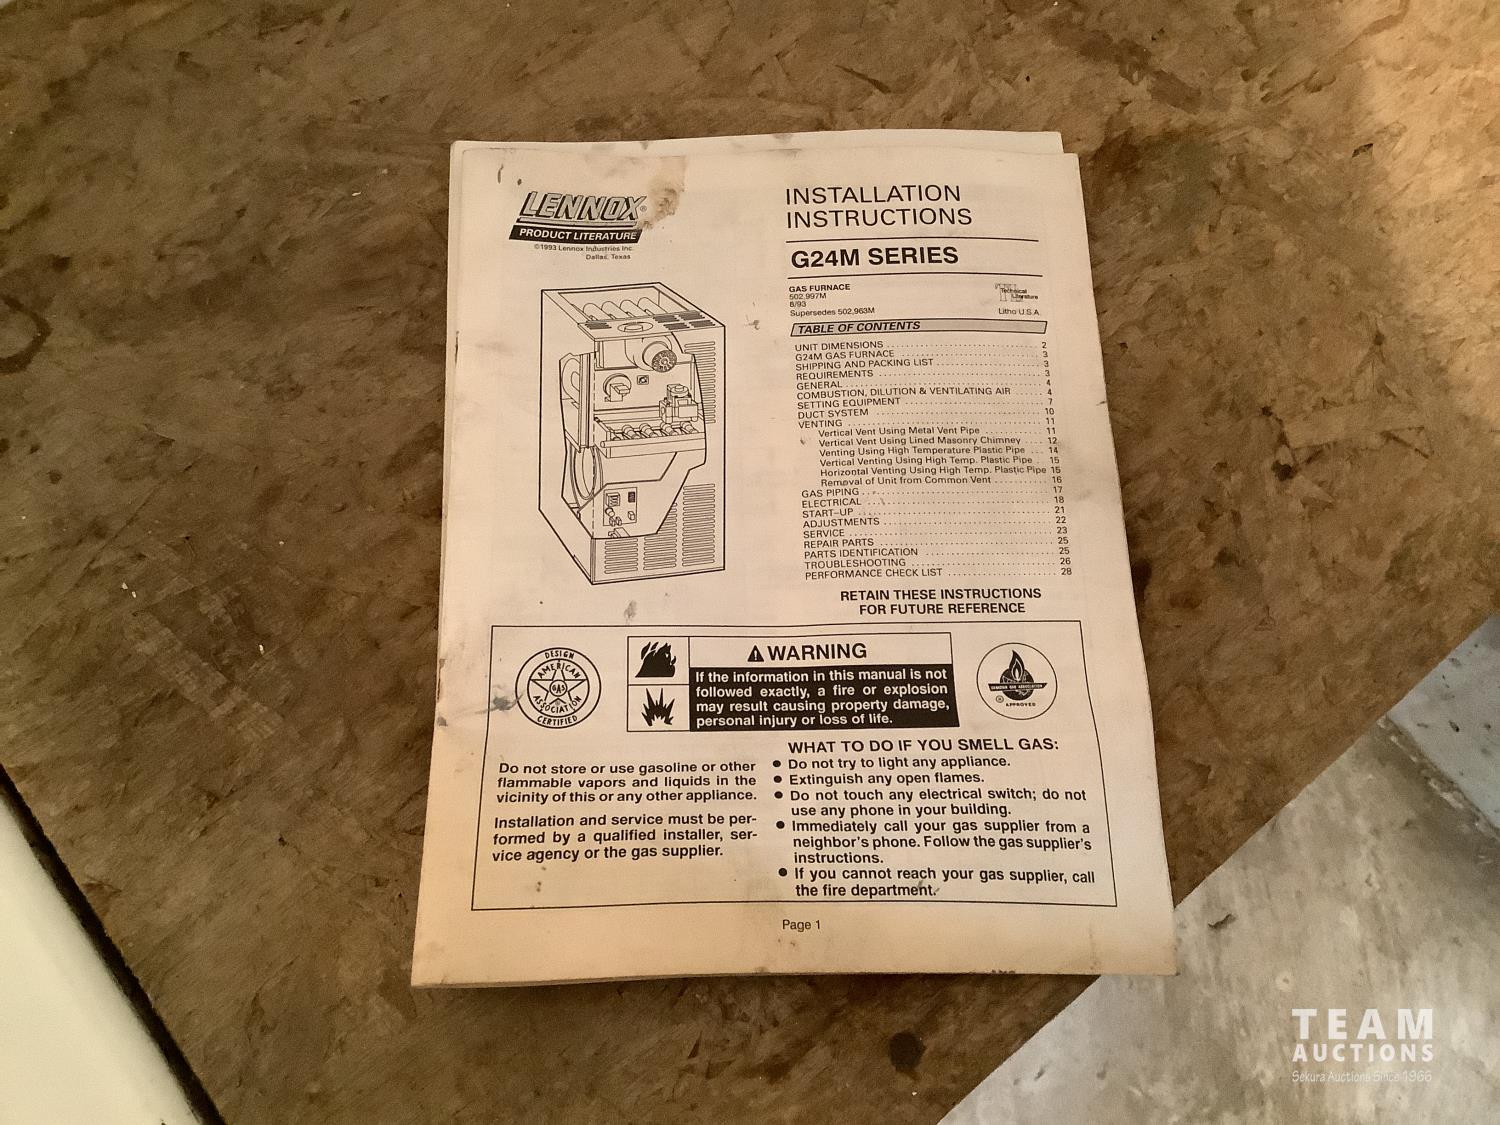 LENNOX®
PRODUCT LITERATURE
©1993 Lennox Industries Inc.
Dallas, Texas
INSTALLATION
INSTRUCTIONS
G24M SERIES
GAS FURNACE
502,997M
8/93
Supersedes 502,963M
Technical
Literature
Litho U.S.A.
TABLE OF CONTENTS
UNIT DIMENSIONS 2
G24M GAS FURNACE 3
SHIPPING AND PACKING LIST 3
REQUIREMENTS 3
GENERAL 4
COMBUSTION, DILUTION & VENTILATING AIR 4
SETTING EQUIPMENT 7
DUCT SYSTEM 10
VENTING 11
Vertical Vent Using Metal Vent Pipe 11
Vertical Vent Using Lined Masonry Chimney 12
Venting Using High Temperature Plastic Pipe 14
Vertical Venting Using High Temp. Plastic Pipe 15
Horizontal Venting Using High Temp. Plastic Pipe 15
Removal of Unit from Common Vent 16
GAS PIPING 17
ELECTRICAL 18
START-UP 21
ADJUSTMENTS 22
SERVICE 23
REPAIR PARTS 25
PARTS IDENTIFICATION 25
TROUBLESHOOTING 26
PERFORMANCE CHECK LIST 28
RETAIN THESE INSTRUCTIONS
FOR FUTURE REFERENCE
DESIGN
AMERICAN
GAS
ASSOCIATION
CERTIFIED
WARNING
If the information in this manual is not
followed exactly, a fire or explosion
may result causing property damage,
personal injury or loss of life.
CANADIAN GAS ASSOCIATION
®
APPROVED
Do not store or use gasoline or other
flammable vapors and liquids in the
vicinity of this or any other appliance.
Installation and service must be per-
formed by a qualified installer, ser-
vice agency or the gas supplier.
WHAT TO DO IF YOU SMELL GAS:
● Do not try to light any appliance.
● Extinguish any open flames.
● Do not touch any electrical switch; do not
use any phone in your building.
● Immediately call your gas supplier from a
neighbor's phone. Follow the gas supplier's
instructions.
● If you cannot reach your gas supplier, call
the fire department.
Page 1
TEAM
AUCTIONS
Sekura Auctions Since 1966